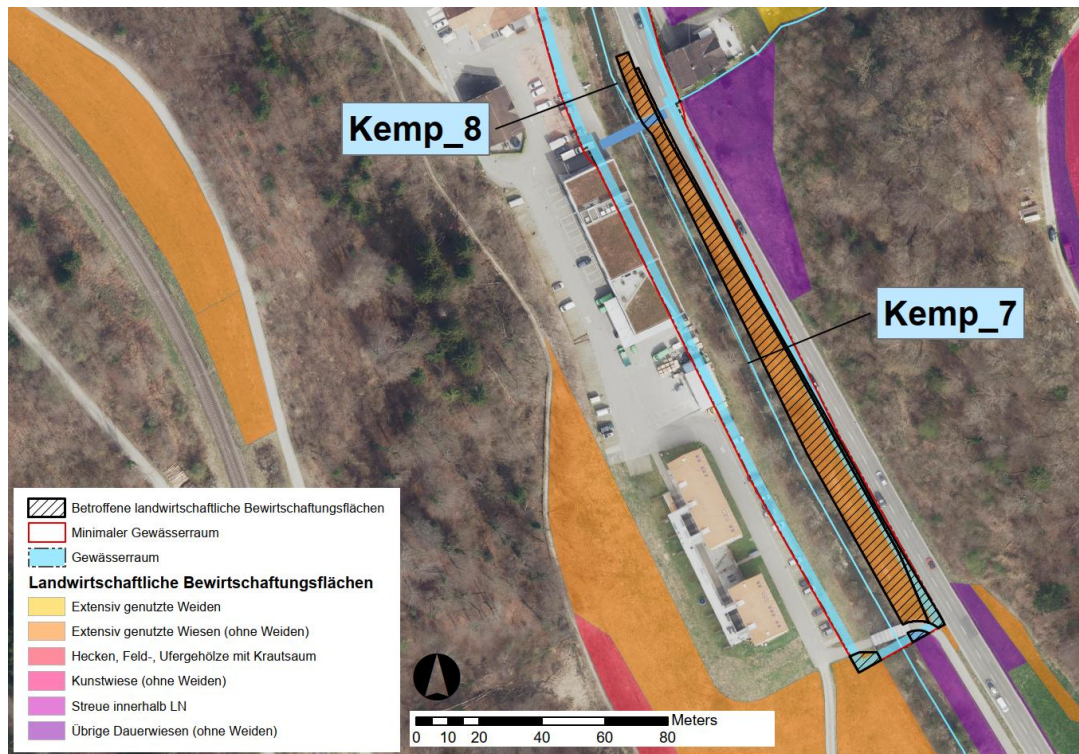 Kemp_8
Kemp_7
Betroffene landwirtschaftliche Bewirtschaftungsflächen
Minimaler Gewässerraum
Gewässerraum
Landwirtschaftliche Bewirtschaftungsflächen
Extensiv genutzte Weiden
Extensiv genutzte Wiesen (ohne Weiden)
Hecken, Feld-, Ufergehölze mit Krautsaum
Kunstwiese (ohne Weiden)
Streue innerhalb LN
Übrige Dauerwiesen (ohne Weiden)
Meters
0 10 20 40 60 80